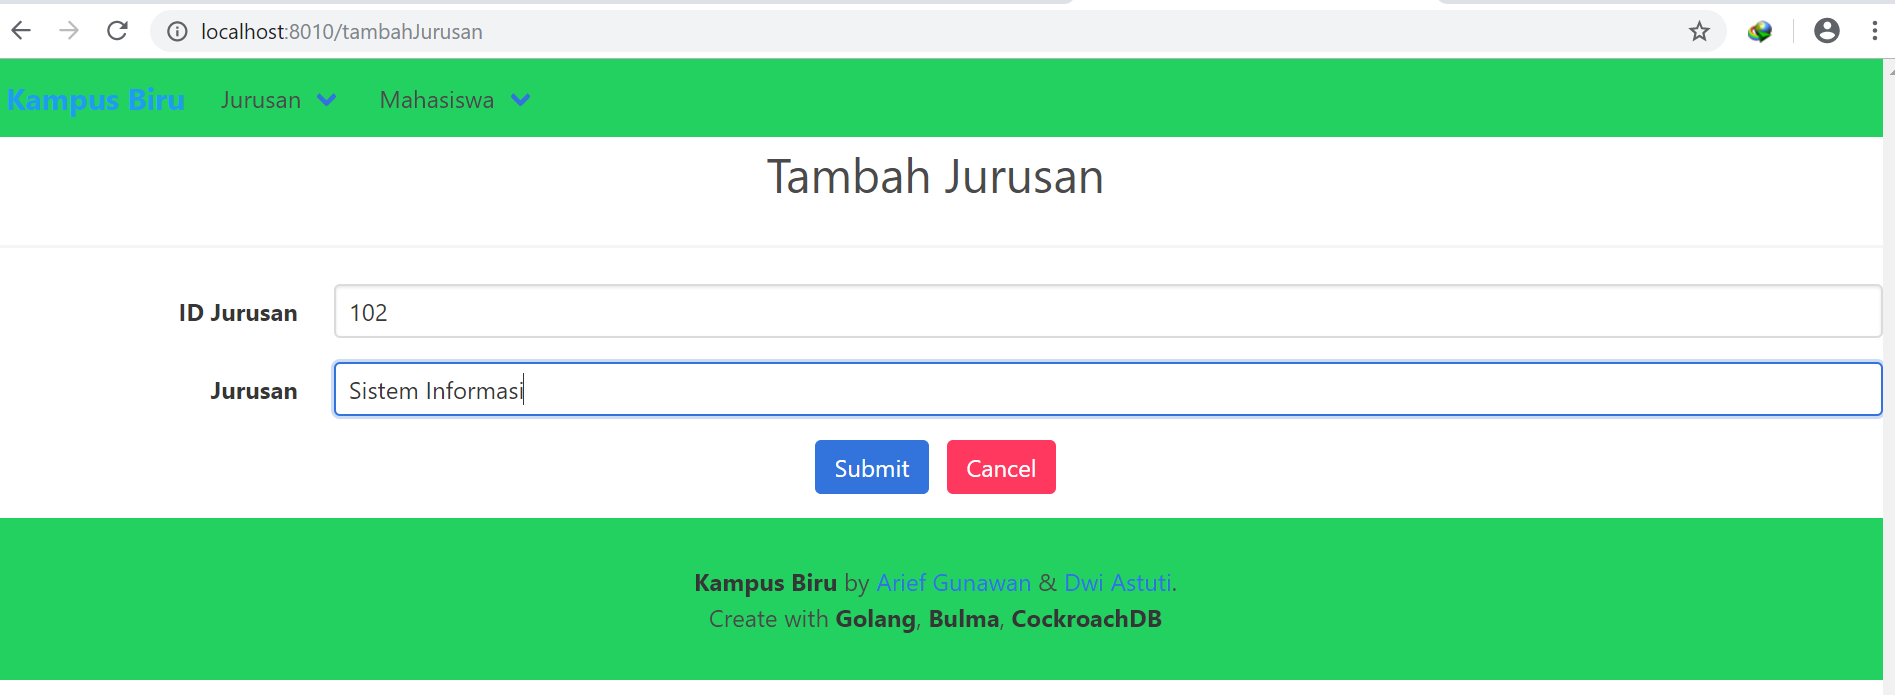 localhost:8010/tambahJurusan
Kampus Biru Jurusan Mahasiswa
Tambah Jurusan
ID Jurusan 102
Jurusan Sistem Informasi
Submit Cancel
Kampus Biru by Arief Gunawan & Dwi Astuti.
Create with Golang, Bulma, CockroachDB